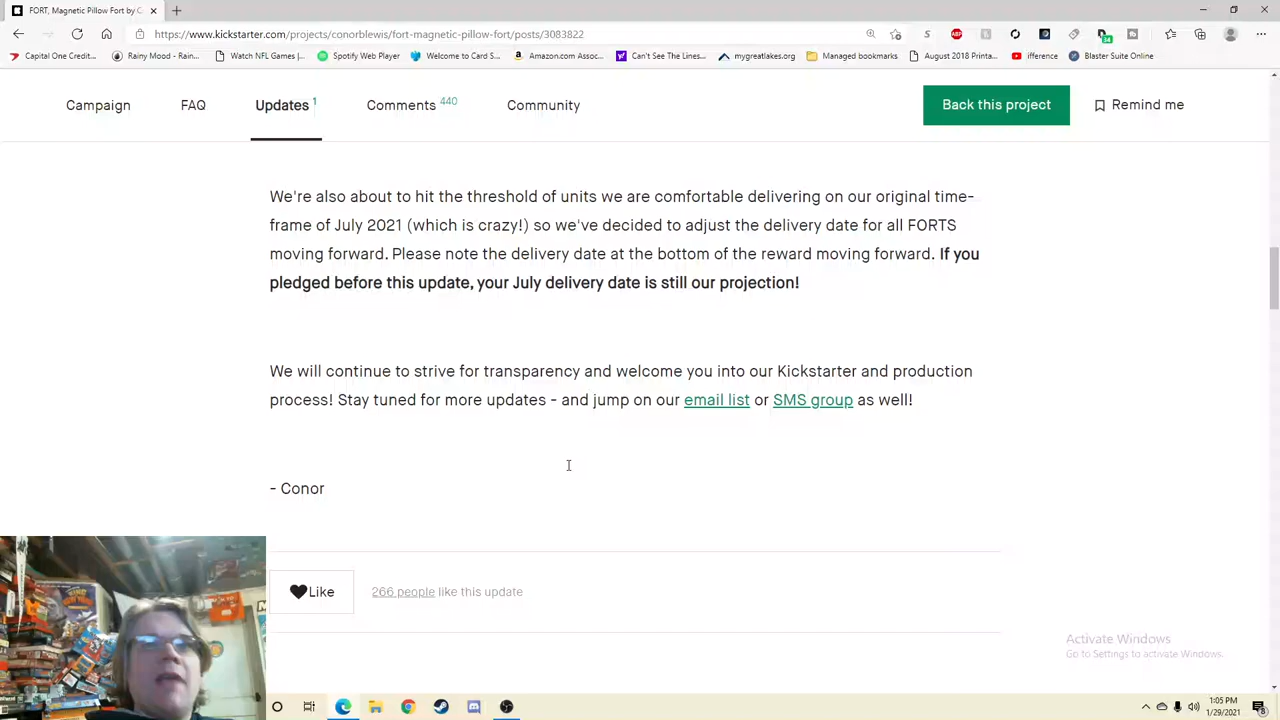 FORT, Magnetic Pillow Fort by C
https://www.kickstarter.com/projects/conorblewis/fort-magnetic-pillow-fort/posts/3083822
Capital One Credit...
Rainy Mood - Rain...
Watch NFL Games |...
Spotify Web Player
Welcome to Card S...
Amazon.com Assoc...
Can't See The Lines...
mygreatlakes.org
Managed bookmarks
August 2018 Printa...
ifference
Blaster Suite Online
Campaign
FAQ
Updates 1
Comments 440
Community
Back this project
Remind me
We're also about to hit the threshold of units we are comfortable delivering on our original time-
frame of July 2021 (which is crazy!) so we've decided to adjust the delivery date for all FORTS
moving forward. Please note the delivery date at the bottom of the reward moving forward. If you
pledged before this update, your July delivery date is still our projection!
We will continue to strive for transparency and welcome you into our Kickstarter and production
process! Stay tuned for more updates - and jump on our email list or SMS group as well!
- Conor
Like
266 people like this update
Activate Windows
Go to Settings to activate Windows.
1:05 PM
1/29/2021